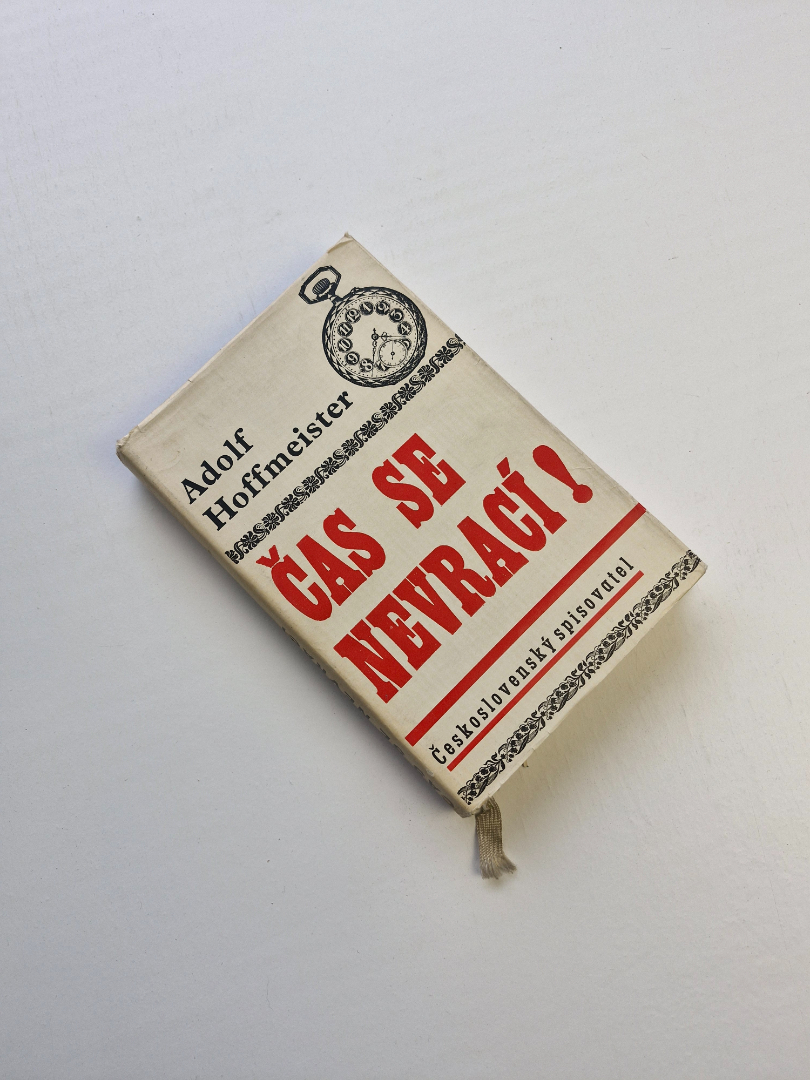 Adolf
Hoffmeister
ČAS SE
NEVRACÍ!
Československý spisovatel